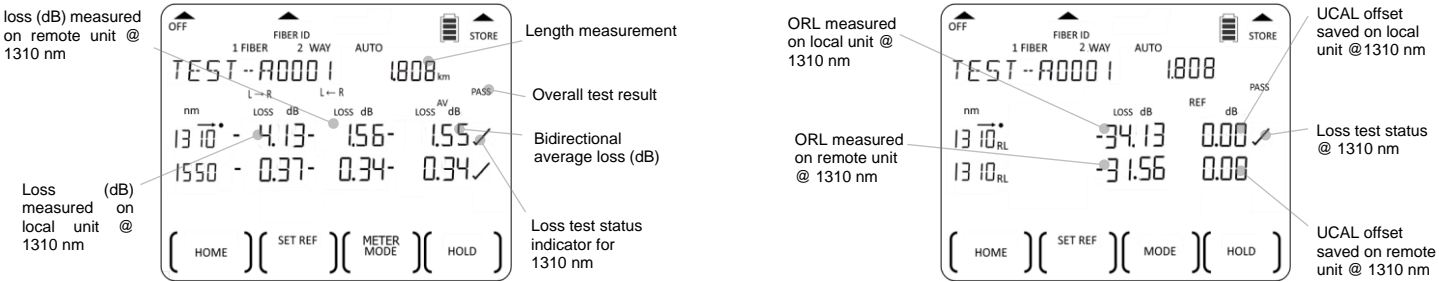 loss (dB) measured
on remote unit @
1310 nm
Loss (dB)
measured on
local unit @
1310 nm
OFF
FIBER ID
STORE
1 FIBER 2 WAY AUTO
TEST--A0001 1.808 km
L→R L←R PASS
nm LOSS dB LOSS dB LOSS AV dB
1310 - 4.13- 1.56- 1.55 ✓
1550 - 0.37- 0.34- 0.34 ✓
HOME SET REF METER MODE HOLD
Length measurement
Overall test result
Bidirectional
average loss (dB)
Loss test status
indicator for
1310 nm
ORL measured
on local unit @
1310 nm
ORL measured
on remote unit
@ 1310 nm
OFF
FIBER ID
STORE
1 FIBER 2 WAY AUTO
TEST--A0001 1.808
PASS
nm LOSS dB REF dB
1310 RL -34.13 0.00 ✓
1310 RL -31.56 0.00
HOME SET REF MODE HOLD
UCAL offset
saved on local
unit @1310 nm
Loss test status
@ 1310 nm
UCAL offset
saved on remote
unit @ 1310 nm